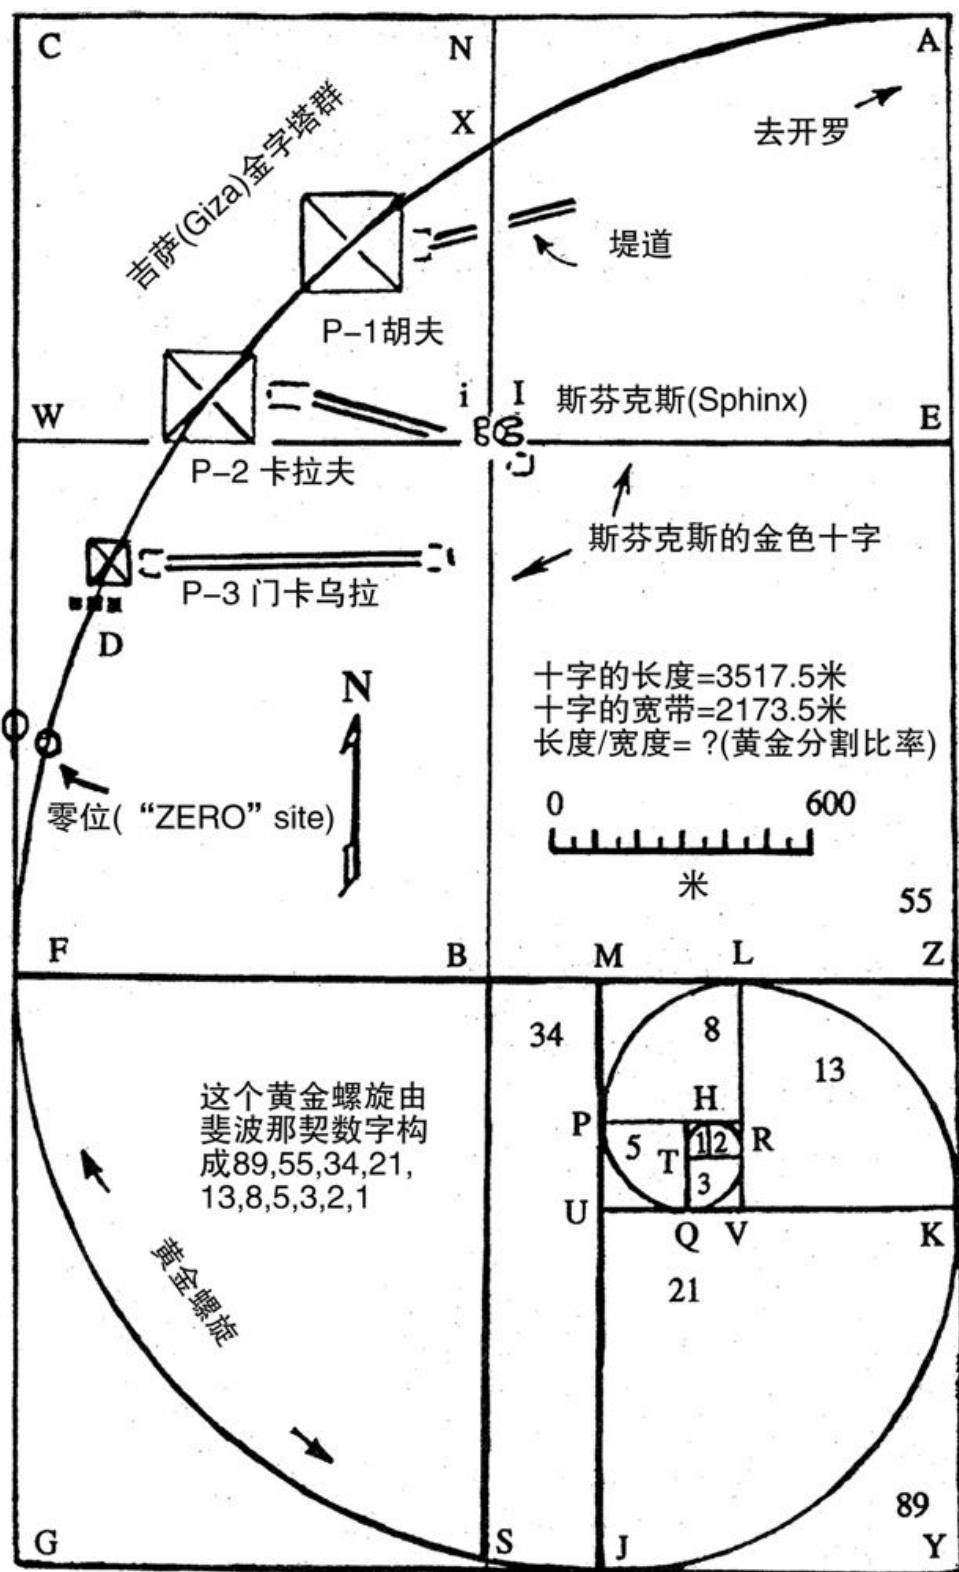 C
N
A
X
去开罗
吉萨(Giza)金字塔群
堤道
P-1胡夫
i
I
斯芬克斯(Sphinx)
W
E
P-2 卡拉夫
斯芬克斯的金色十字
P-3 门卡乌拉
D
N
十字的长度=3517.5米
十字的宽带=2173.5米
长度/宽度= ?(黄金分割比率)
0
600
米
零位( “ZERO” site)
55
F
B
M
L
Z
34
8
13
这个黄金螺旋由
斐波那契数字构
成89,55,34,21,
13,8,5,3,2,1
P
H
5
1
2
R
T
3
U
Q
V
K
黄金螺旋
21
89
G
S
J
Y